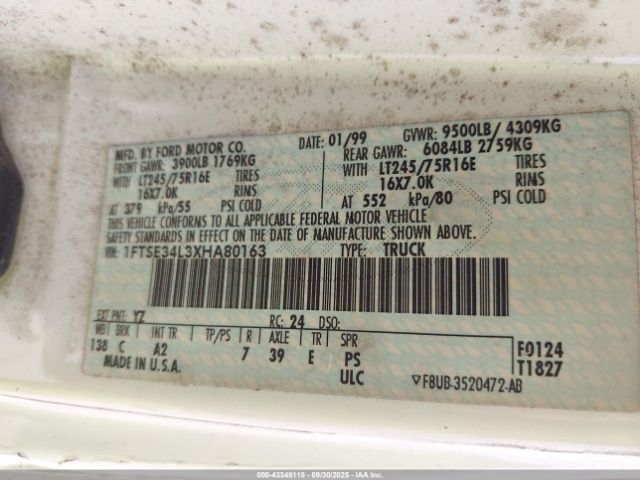 MFD. BY FORD MOTOR CO.
DATE: 01/99 GVWR: 9500LB/ 4309KG
FRONT GAWR: 3900LB 1769KG REAR GAWR: 6084LB 2759KG
WITH LT245/75R16E TIRES WITH LT245/75R16E TIRES
16X7.0K RINS 16X7.0K RINS
AT 379 kPa/55 PSI COLD AT 552 kPa/80 PSI COLD
THIS VEHICLE CONFORMS TO ALL APPLICABLE FEDERAL MOTOR VEHICLE
SAFETY STANDARDS IN EFFECT ON THE DATE OF MANUFACTURE SHOWN ABOVE.
VIN: 1FTSE34L3XHA80163 TYPE: TRUCK
EXT PNT: YZ RC: 24 DSO:
WB BRK INT TR TP/PS R AXLE TR SPR
138 C A2 7 39 E PS F0124
MADE IN U.S.A. ULC T1827
▽F8UB-3520472-AB
000-43348118 - 09/30/2025 - IAAI